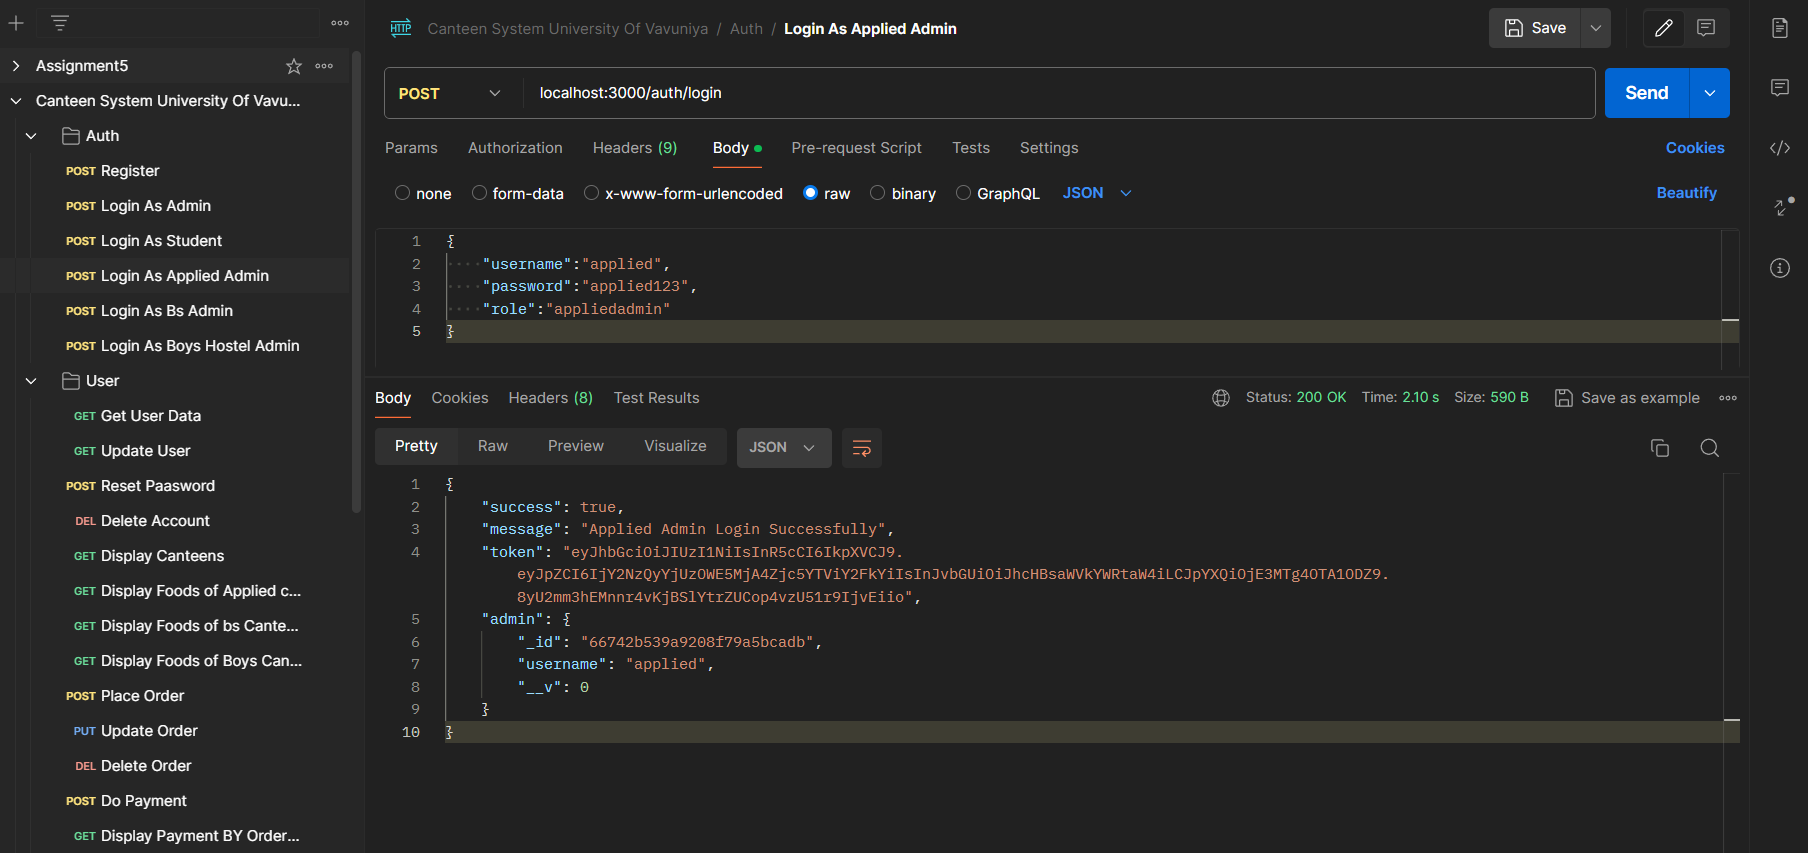 Assignment5
Canteen System University Of Vavu...
Auth
POST Register
POST Login As Admin
POST Login As Student
POST Login As Applied Admin
POST Login As Bs Admin
POST Login As Boys Hostel Admin
User
GET Get User Data
GET Update User
POST Reset Paasword
DEL Delete Account
GET Display Canteens
GET Display Foods of Applied c...
GET Display Foods of bs Cante...
GET Display Foods of Boys Can...
POST Place Order
PUT Update Order
DEL Delete Order
POST Do Payment
GET Display Payment BY Order...
HTTP Canteen System University Of Vavuniya / Auth / Login As Applied Admin
Save
POST localhost:3000/auth/login Send
Params Authorization Headers (9) Body Pre-request Script Tests Settings Cookies
none form-data x-www-form-urlencoded raw binary GraphQL JSON Beautify
1 {
2 "username":"applied",
3 "password":"applied123",
4 "role":"appliedadmin"
5 }
Body Cookies Headers (8) Test Results Status: 200 OK Time: 2.10 s Size: 590 B Save as example
Pretty Raw Preview Visualize JSON
1 {
2 "success": true,
3 "message": "Applied Admin Login Successfully",
4 "token": "eyJhbGciOiJIUzI1NiIsInR5cCI6IkpXVCJ9.
eyJpZCI6IjY2NzQyYjUzOWE5MjA4Zjc5YTViY2FkYiIsInJvbGUiOiJhcHBsaWVkYWRtaW4iLCJpYXQiOjE3MTg4OTA1ODZ9.
8yU2mm3hEMnnr4vKjBSlYtrZUCop4vzU51r9IjvEiio",
5 "admin": {
6 "_id": "66742b539a9208f79a5bcadb",
7 "username": "applied",
8 "__v": 0
9 }
10 }